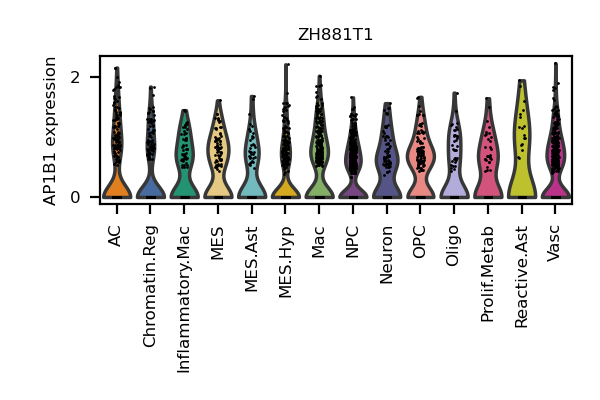 ZH881T1
AP1B1 expression
2
0
AC
Chromatin.Reg
Inflammatory.Mac
MES
MES.Ast
MES.Hyp
Mac
NPC
Neuron
OPC
Oligo
Prolif.Metab
Reactive.Ast
Vasc